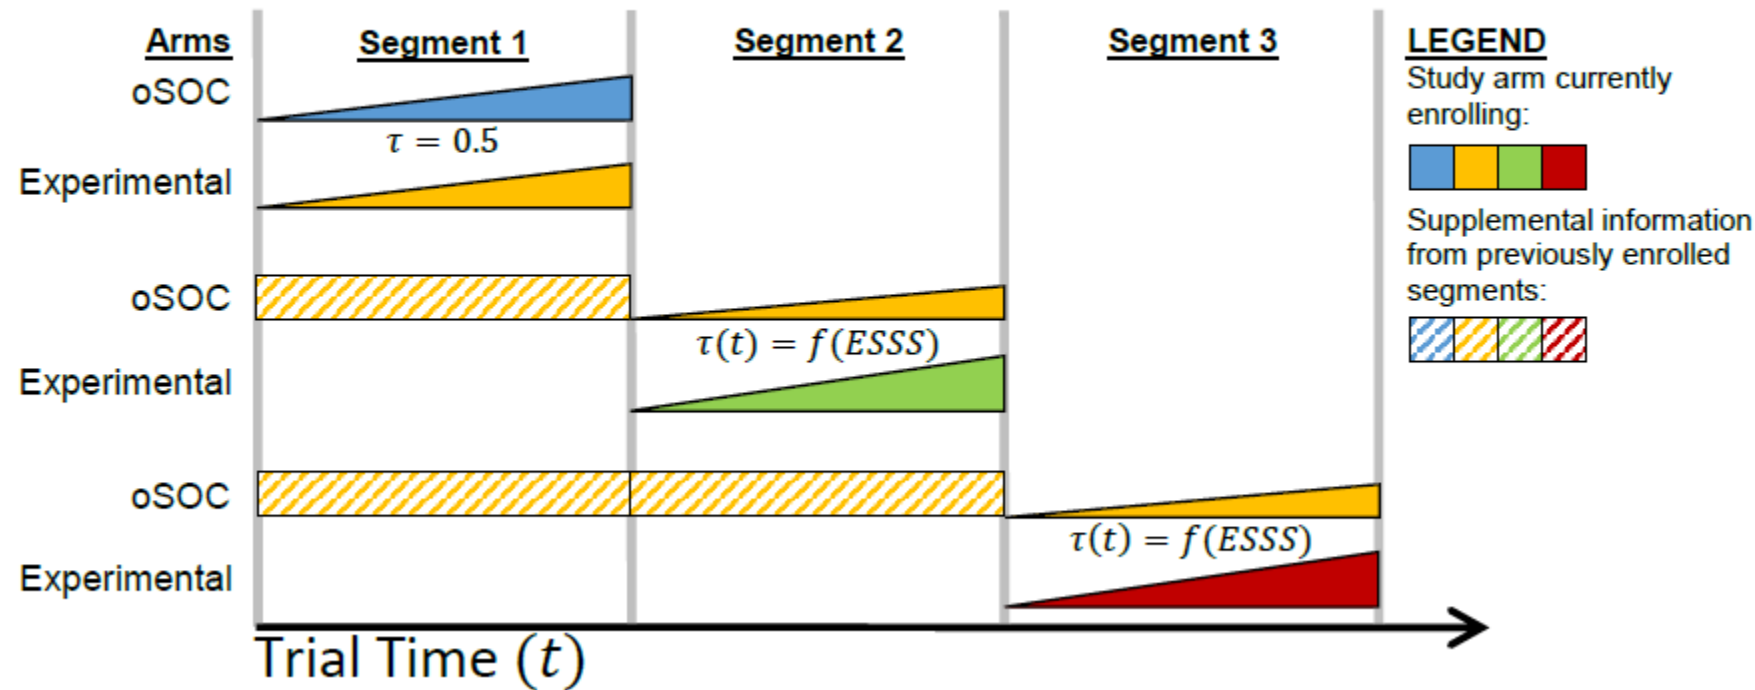 Arms
Segment 1
Segment 2
Segment 3
LEGEND
oSOC
τ = 0.5
Experimental
Study arm currently
enrolling:
Supplemental information
from previously enrolled
segments:
oSOC
τ(t) = f(ESSS)
Experimental
oSOC
τ(t) = f(ESSS)
Experimental
Trial Time (t)